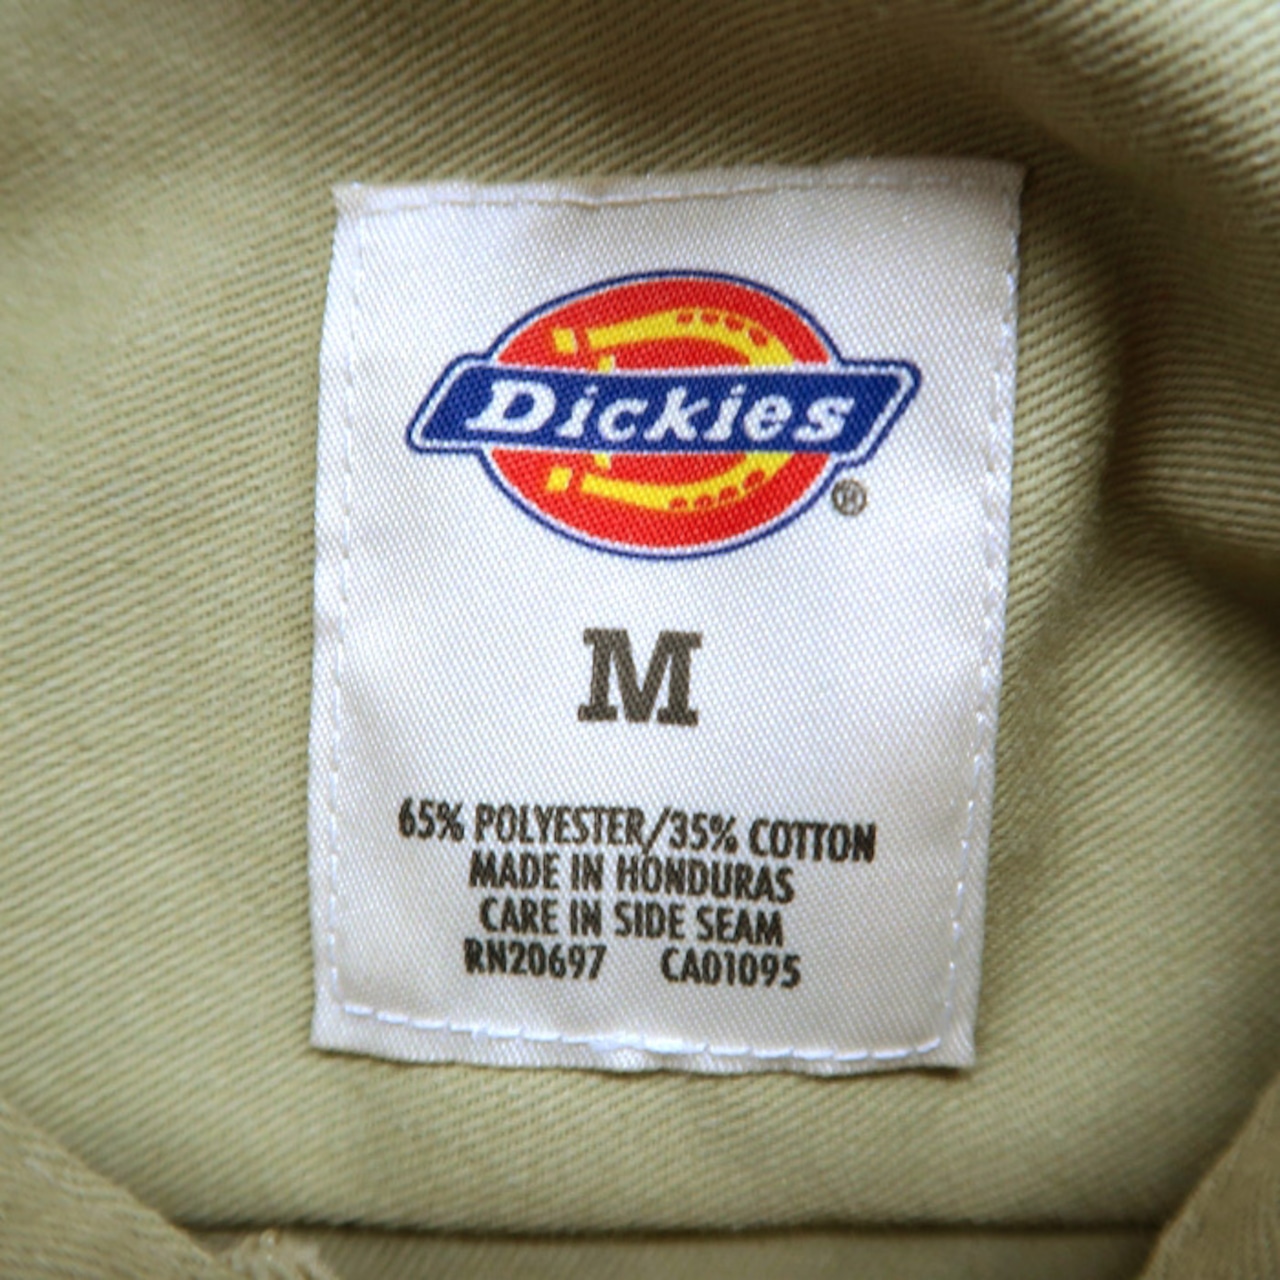 Dickies
®
M
65% POLYESTER/35% COTTON
MADE IN HONDURAS
CARE IN SIDE SEAM
RN20697 CA01095